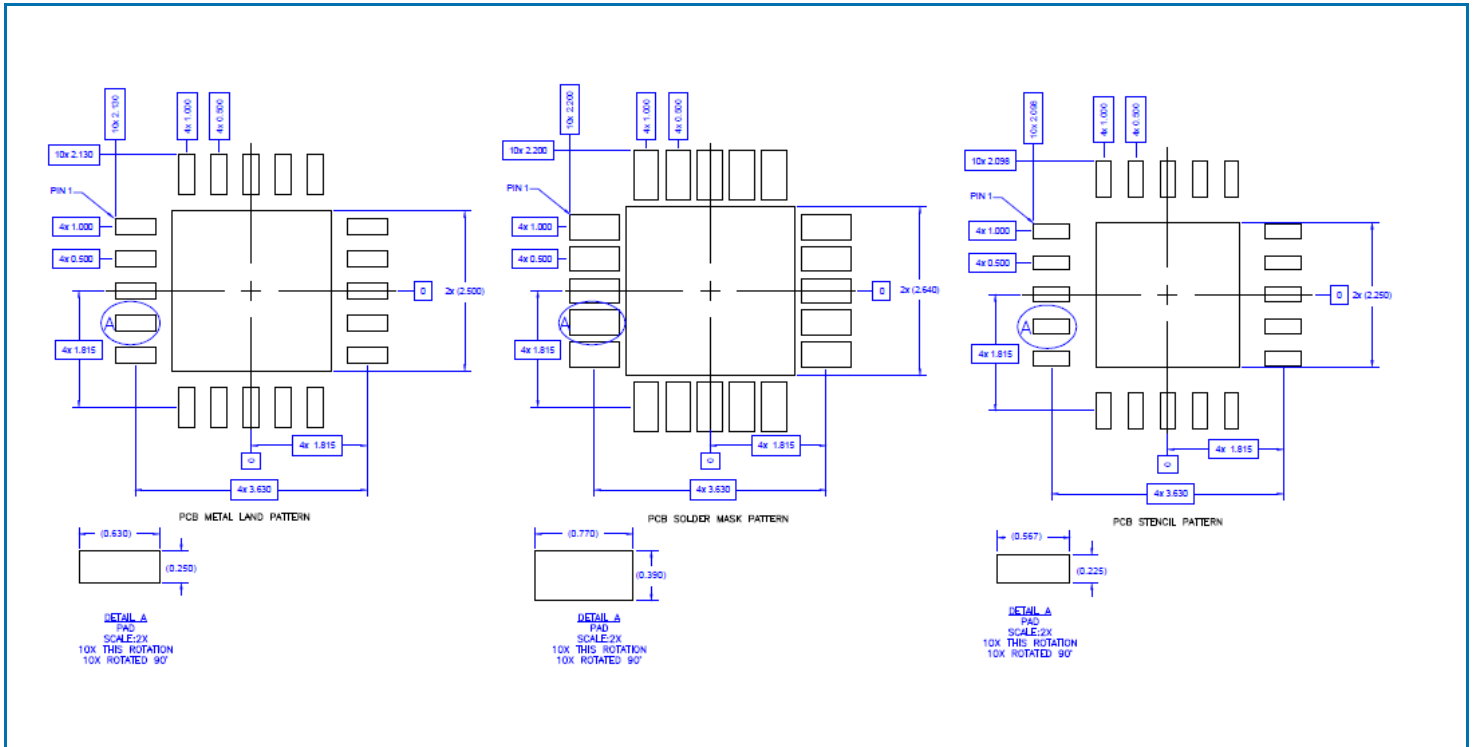 10x 2.130
4x 1.000
4x 0.500
10x 2.130
PIN 1
4x 1.000
4x 0.500
0
2x (2.500)
A
4x 1.815
4x 1.815
0
4x 3.630
PCB METAL LAND PATTERN
(0.630)
(0.250)
DETAIL A
PAD
SCALE:2X
10X THIS ROTATION
10X ROTATED 90°
10x 2.200
4x 1.000
4x 0.500
10x 2.200
PIN 1
4x 1.000
4x 0.500
0
2x (2.640)
A
4x 1.815
4x 1.815
0
4x 3.630
PCB SOLDER MASK PATTERN
(0.770)
(0.390)
DETAIL A
PAD
SCALE:2X
10X THIS ROTATION
10X ROTATED 90°
10x 2.098
4x 1.000
4x 0.500
10x 2.098
PIN 1
4x 1.000
4x 0.500
0
2x (2.250)
A
4x 1.815
4x 1.815
0
4x 3.630
PCB STENCIL PATTERN
(0.567)
(0.225)
DETAIL A
PAD
SCALE:2X
10X THIS ROTATION
10X ROTATED 90°